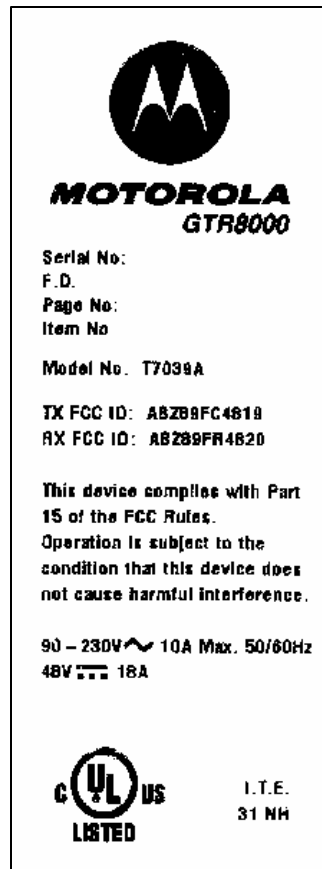 MOTOROLA
GTR8000
Serial No:
F.D.
Page No:
Item No
Model No. T7039A
TX FCC ID: ABZ89FC4819
RX FCC ID: ABZ89FR4820
This device complies with Part
15 of the FCC Rules.
Operation is subject to the
condition that this device does
not cause harmful interference.
90 – 230V 10A Max. 50/60Hz
48V 18A
C UL US
LISTED
I.T.E.
31 NH